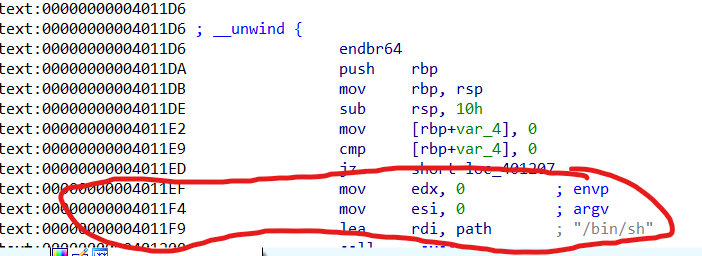 text:00000000004011D6
text:00000000004011D6 ; __unwind {
text:00000000004011D6 endbr64
text:00000000004011DA push rbp
text:00000000004011DB mov rbp, rsp
text:00000000004011DE sub rsp, 10h
text:00000000004011E2 mov [rbp+var_4], 0
text:00000000004011E9 cmp [rbp+var_4], 0
text:00000000004011ED jz short loc_401207
text:00000000004011EF mov edx, 0 ; envp
text:00000000004011F4 mov esi, 0 ; argv
text:00000000004011F9 lea rdi, path ; "/bin/sh"